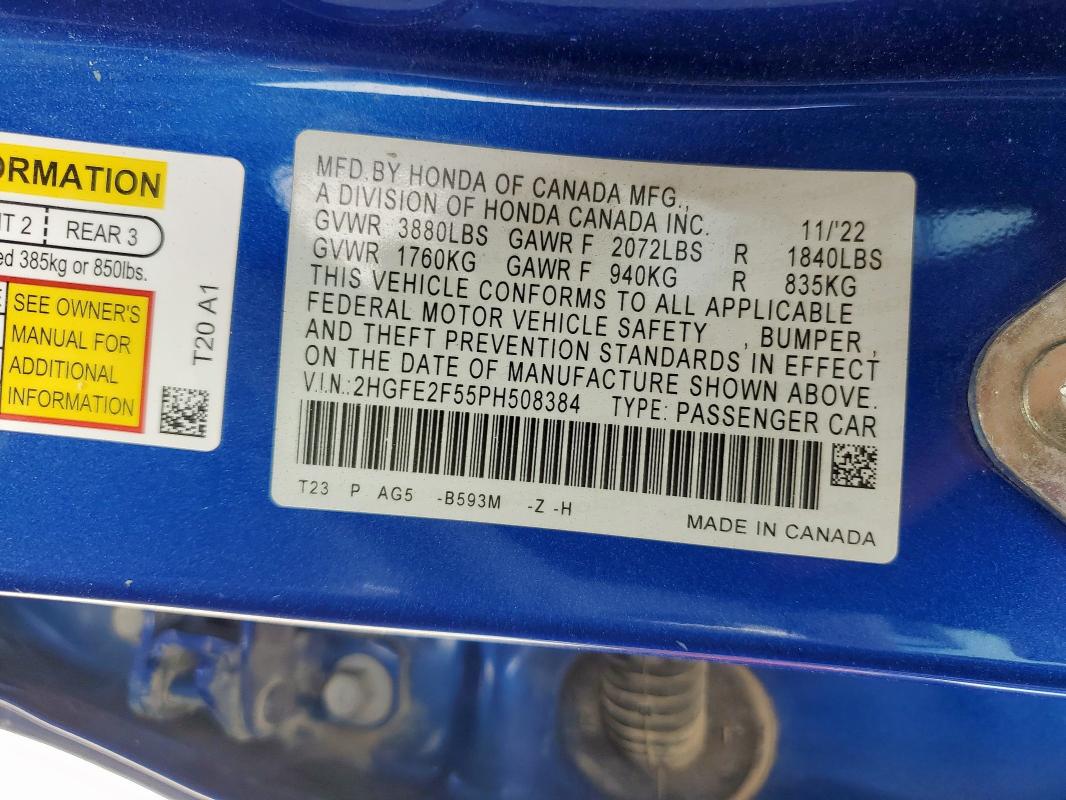 ORMATION
NT 2 REAR 3
ed 385kg or 850lbs.
SEE OWNER'S
MANUAL FOR
ADDITIONAL
INFORMATION
T20 A1
MFD. BY HONDA OF CANADA MFG.,
A DIVISION OF HONDA CANADA INC. 11/'22
GVWR 3880LBS GAWR F 2072LBS R 1840LBS
GVWR 1760KG GAWR F 940KG R 835KG
THIS VEHICLE CONFORMS TO ALL APPLICABLE
FEDERAL MOTOR VEHICLE SAFETY , BUMPER ,
AND THEFT PREVENTION STANDARDS IN EFFECT
ON THE DATE OF MANUFACTURE SHOWN ABOVE.
V.I.N.:2HGFE2F55PH508384 TYPE: PASSENGER CAR
T23 P AG5 -B593M -Z -H
MADE IN CANADA